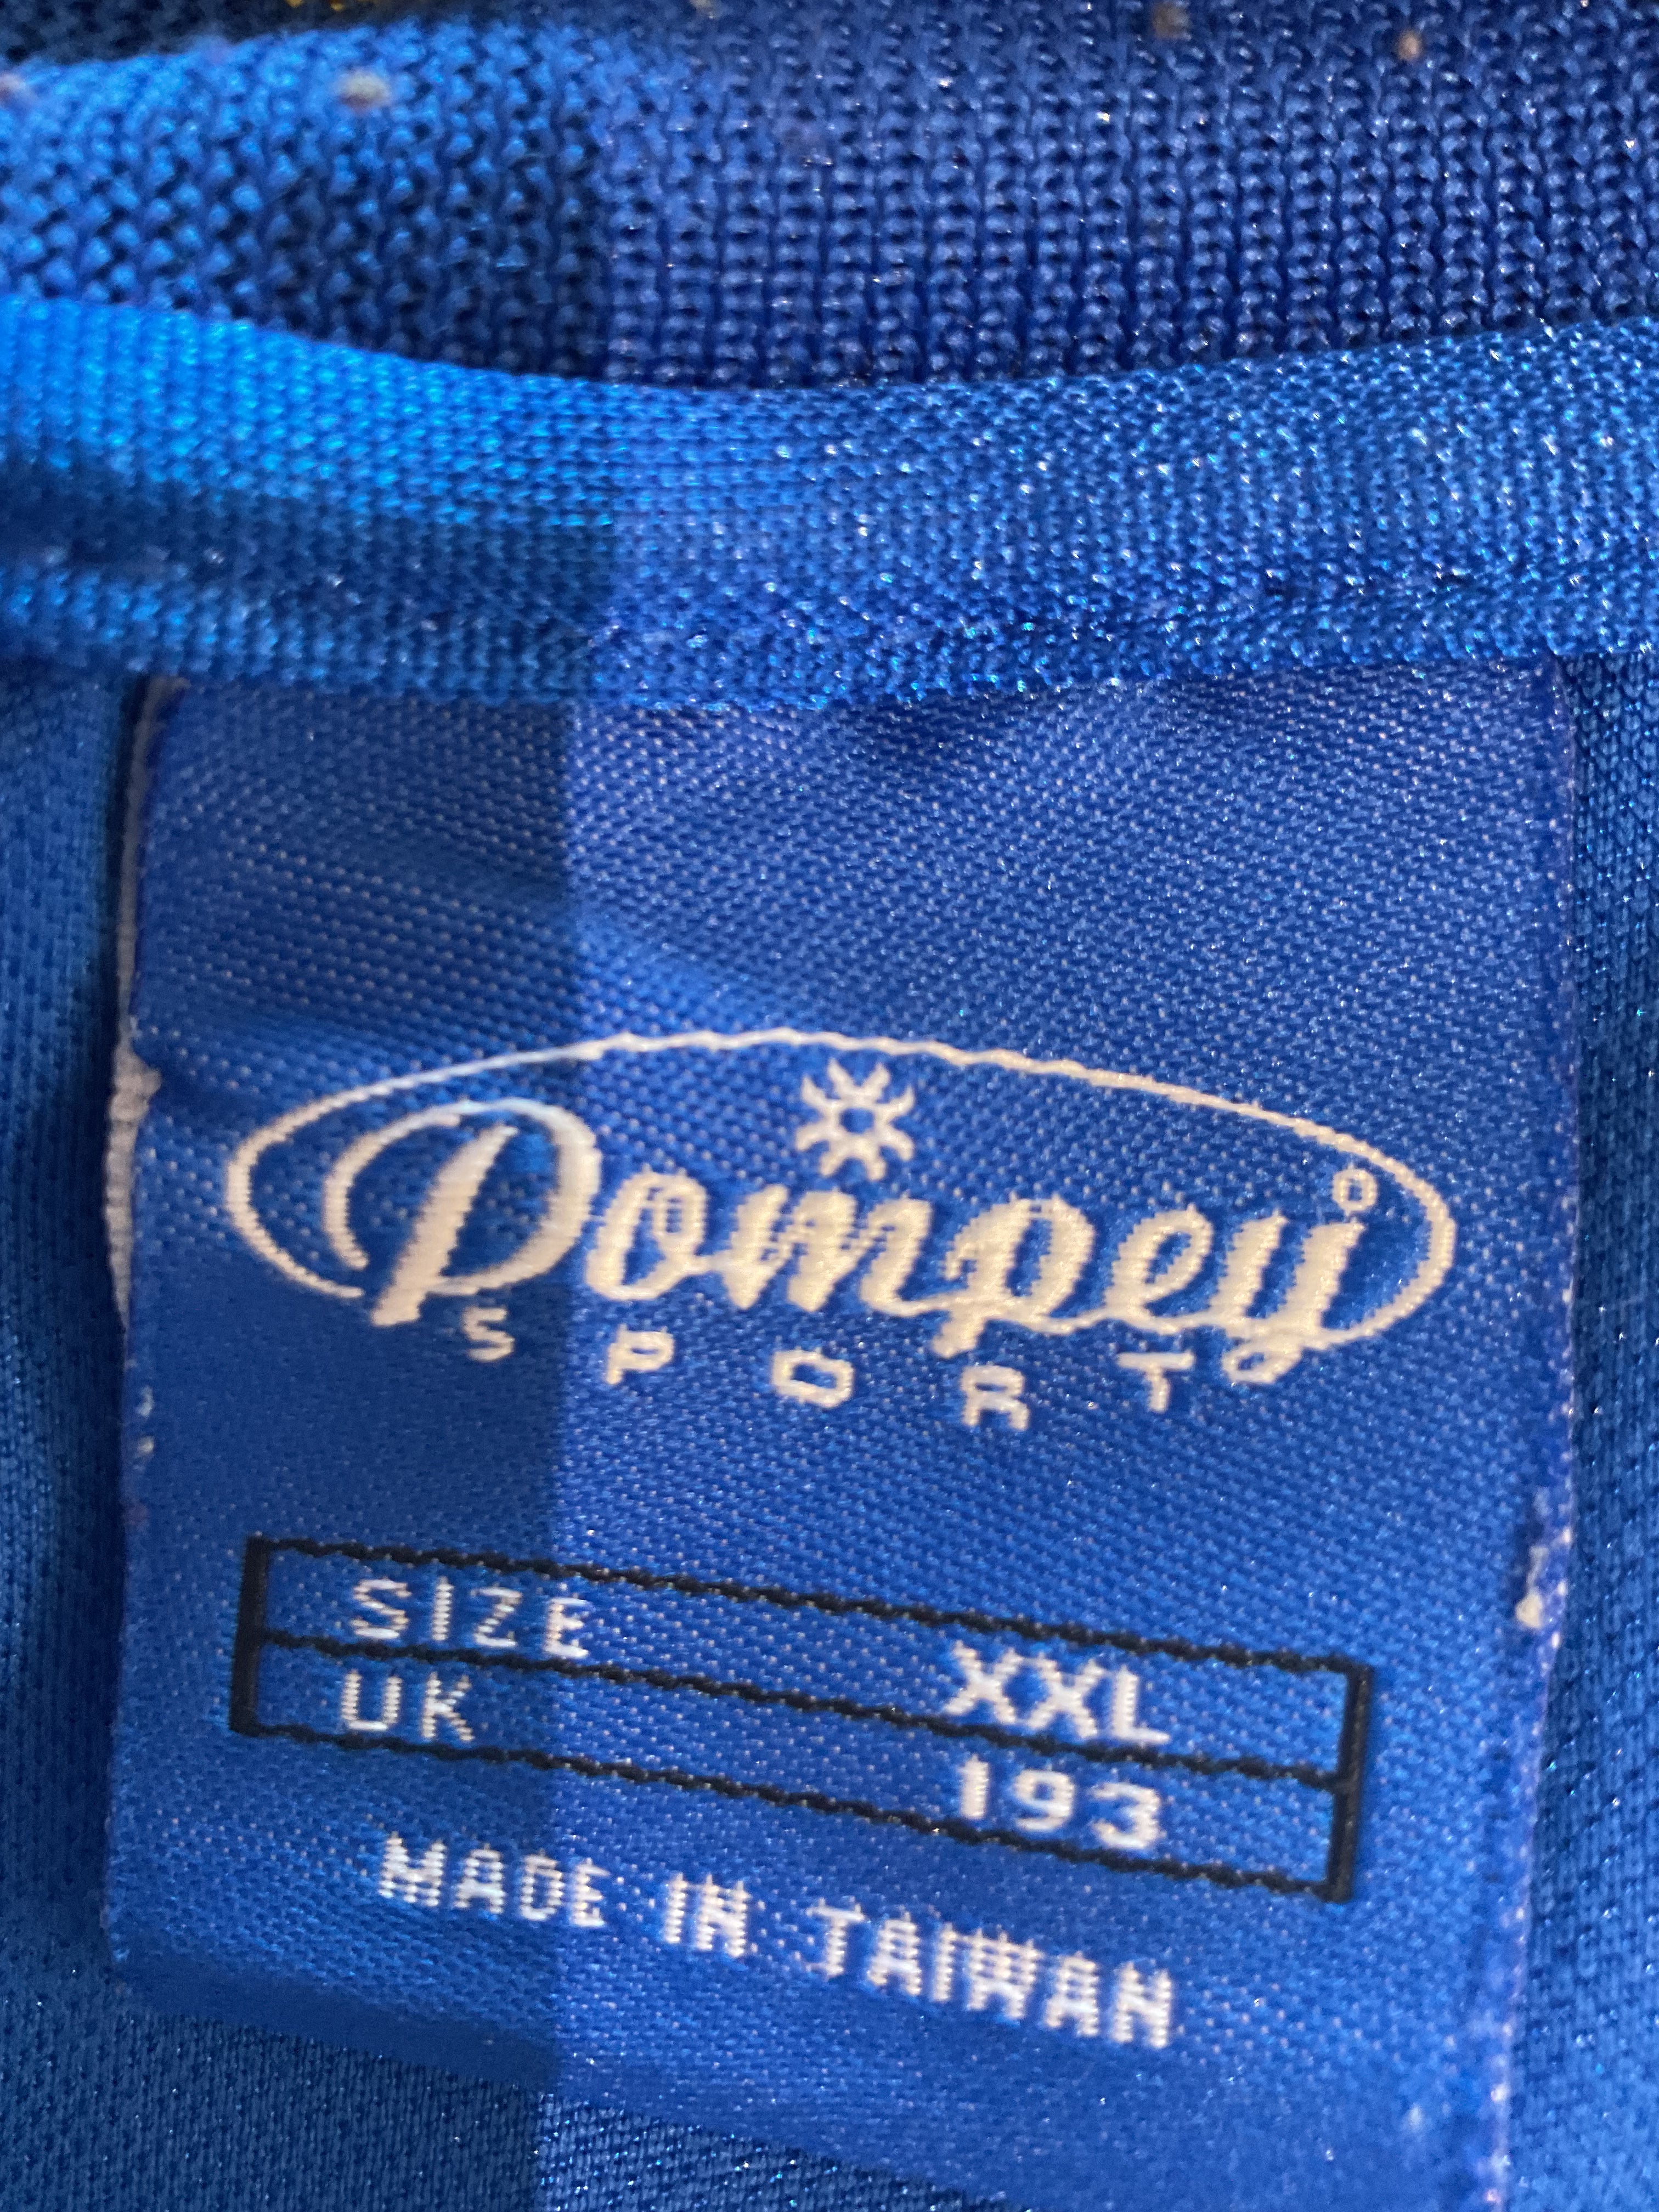 Pompey
SPORT
SIZE XXL
UK 193
MADE IN TAIWAN